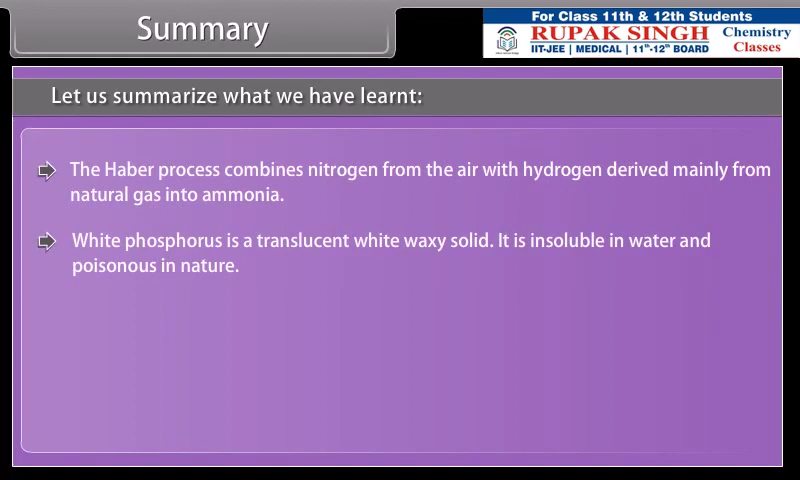 Summary
For Class 11th & 12th Students
RUPAK SINGH
IIT-JEE | MEDICAL | 11th-12th BOARD
Chemistry
Classes
Let us summarize what we have learnt:
The Haber process combines nitrogen from the air with hydrogen derived mainly from
natural gas into ammonia.
White phosphorus is a translucent white waxy solid. It is insoluble in water and
poisonous in nature.